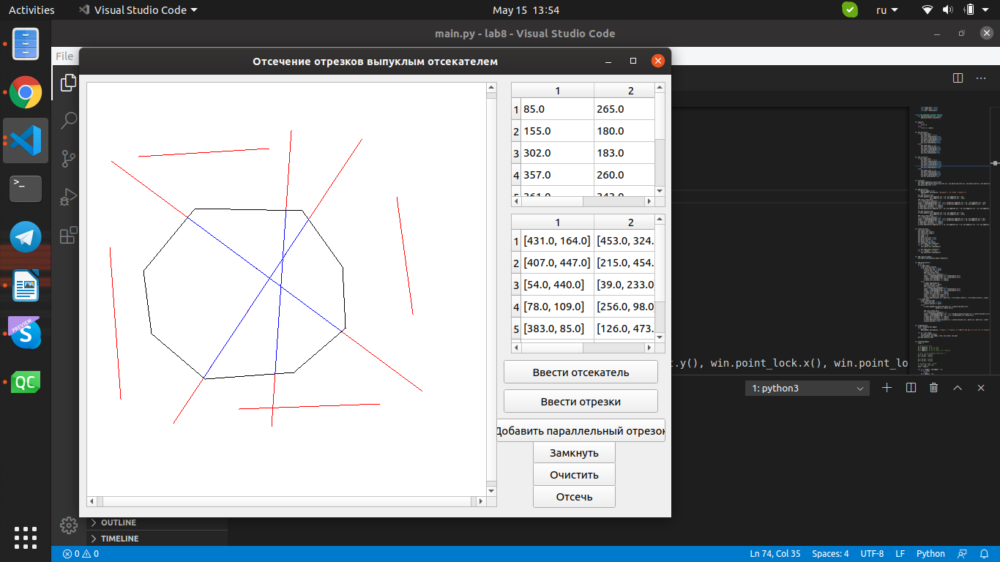 Activities
Visual Studio Code
May 15 13:54
ru
main.py - lab8 - Visual Studio Code
File
Отсечение отрезков выпуклым отсекателем
1 2
1 85.0 265.0
2 155.0 180.0
3 302.0 183.0
4 357.0 260.0
1 2
1 [431.0, 164.0] [453.0, 324.
2 [407.0, 447.0] [215.0, 454.
3 [54.0, 440.0] [39.0, 233.0]
4 [78.0, 109.0] [256.0, 98.0
5 [383.0, 85.0] [126.0, 473.
Ввести отсекатель
Ввести отрезки
Добавить параллельный отрезок
Замкнуть
Очистить
Отсечь
t.y(), win.point_lock.x(), win.point_lo
1: python3
>_
PREVIEW
S
QC
OUTLINE
TIMELINE
0 0
Ln 74, Col 35
Spaces: 4
UTF-8
LF
Python